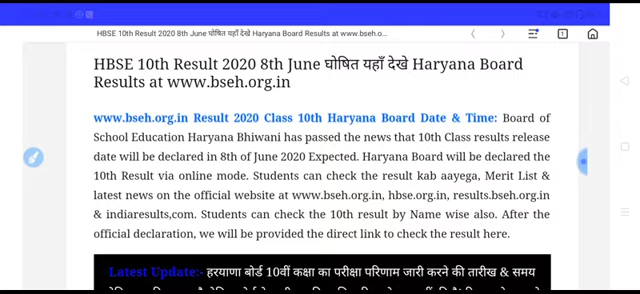 HBSE 10th Result 2020 8th June घोषित यहाँ देखे Haryana Board Results at www.bseh.o...
1
HBSE 10th Result 2020 8th June घोषित यहाँ देखे Haryana Board
Results at www.bseh.org.in
www.bseh.org.in Result 2020 Class 10th Haryana Board Date & Time: Board of
School Education Haryana Bhiwani has passed the news that 10th Class results release
date will be declared in 8th of June 2020 Expected. Haryana Board will be declared the
10th Result via online mode. Students can check the result kab aayega, Merit List &
latest news on the official website at www.bseh.org.in, hbse.org.in, results.bseh.org.in
& indiaresults,com. Students can check the 10th result by Name wise also. After the
official declaration, we will be provided the direct link to check the result here.
Latest Update:- हरयाणा बोर्ड 10वीं कक्षा का परीक्षा परिणाम जारी करने की तारीख & समय